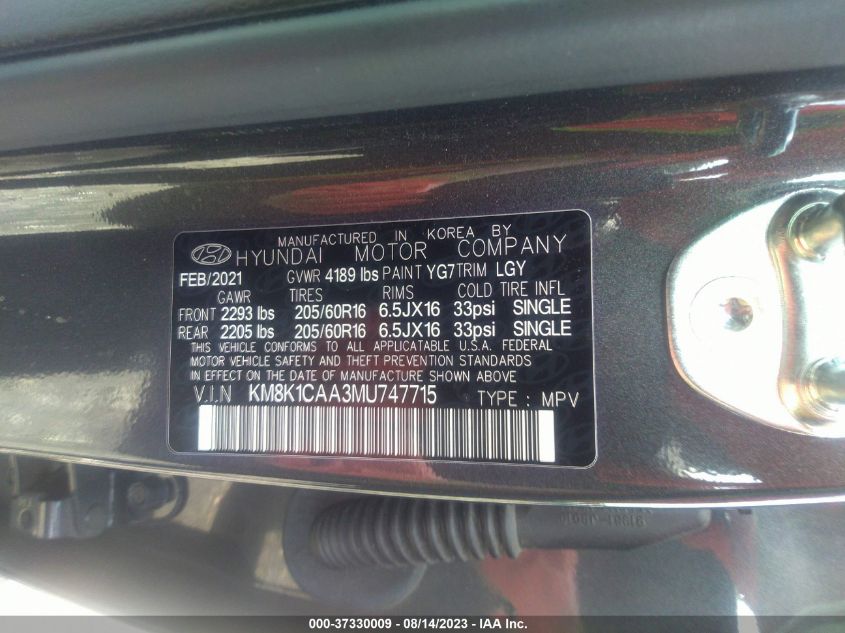 MANUFACTURED IN KOREA BY
HYUNDAI MOTOR COMPANY
FEB/2021 GVWR 4189 lbs PAINT YG7 TRIM LGY
GAWR TIRES RIMS COLD TIRE INFL
FRONT 2293 lbs 205/60R16 6.5JX16 33psi SINGLE
REAR 2205 lbs 205/60R16 6.5JX16 33psi SINGLE
THIS VEHICLE CONFORMS TO ALL APPLICATABLE U.S.A. FEDERAL
MOTOR VEHICLE SAFETY AND THEFT PREVENTION STANDARDS
IN EFFECT ON THE DATE OF MANUFACTURE SHOWN ABOVE
V.I.N KM8K1CAA3MU747715 TYPE : MPV
000-37330009 - 08/14/2023 - IAA Inc.